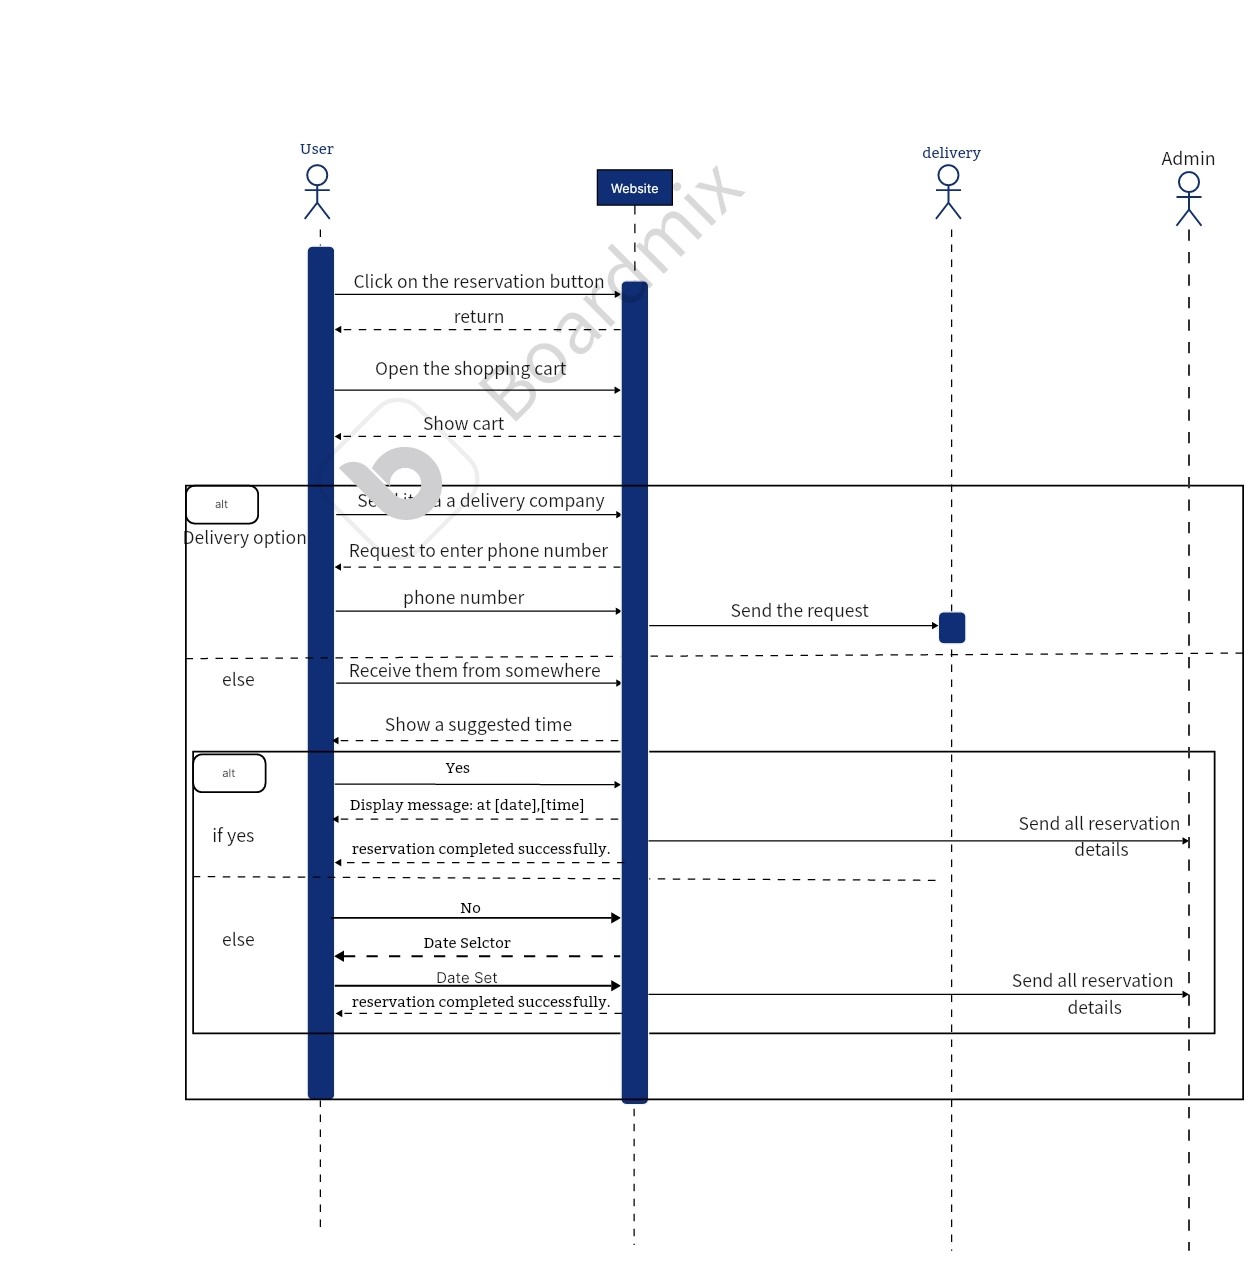 User
delivery
Admin
Website
Boardmix
Click on the reservation button
return
Open the shopping cart
Show cart
alt
a delivery company
Delivery option
Request to enter phone number
phone number
Send the request
else
Receive them from somewhere
Show a suggested time
alt
Yes
Display message: at [date],[time]
if yes
Send all reservation
details
reservation completed successfully.
No
else
Date Selctor
Date Set
Send all reservation
details
reservation completed successfully.